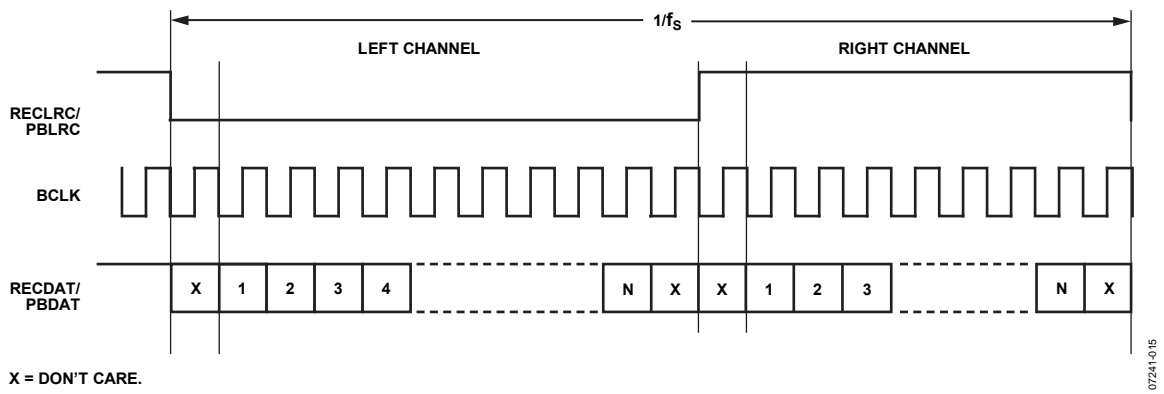 1/fS
LEFT CHANNEL
RIGHT CHANNEL
RECLRC/
PBLRC
BCLK
RECDAT/
PBDAT
X 1 2 3 4 N X X 1 2 3 N X
X = DON'T CARE.
07241-015